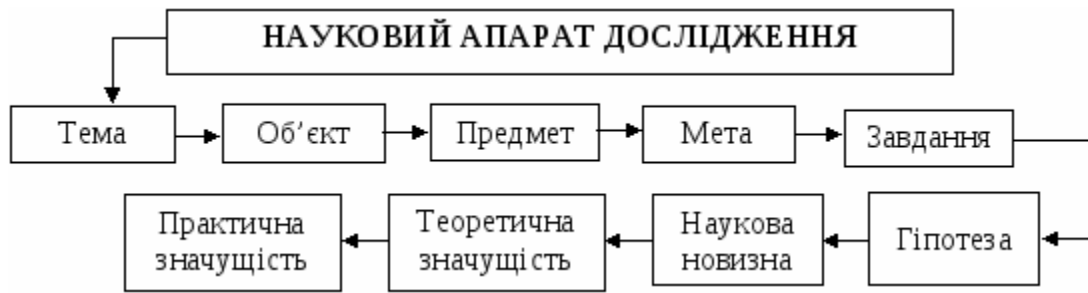 НАУКОВИЙ АПАРАТ ДОСЛІДЖЕННЯ
Тема
Об’єкт
Предмет
Мета
Завдання
Практична
значущість
Теоретична
значущість
Наукова
новизна
Гіпотеза